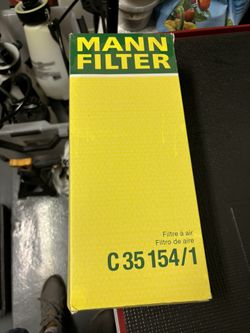 MANN
FILTER
Filtre à air
Filtro de aire
C 35 154/1